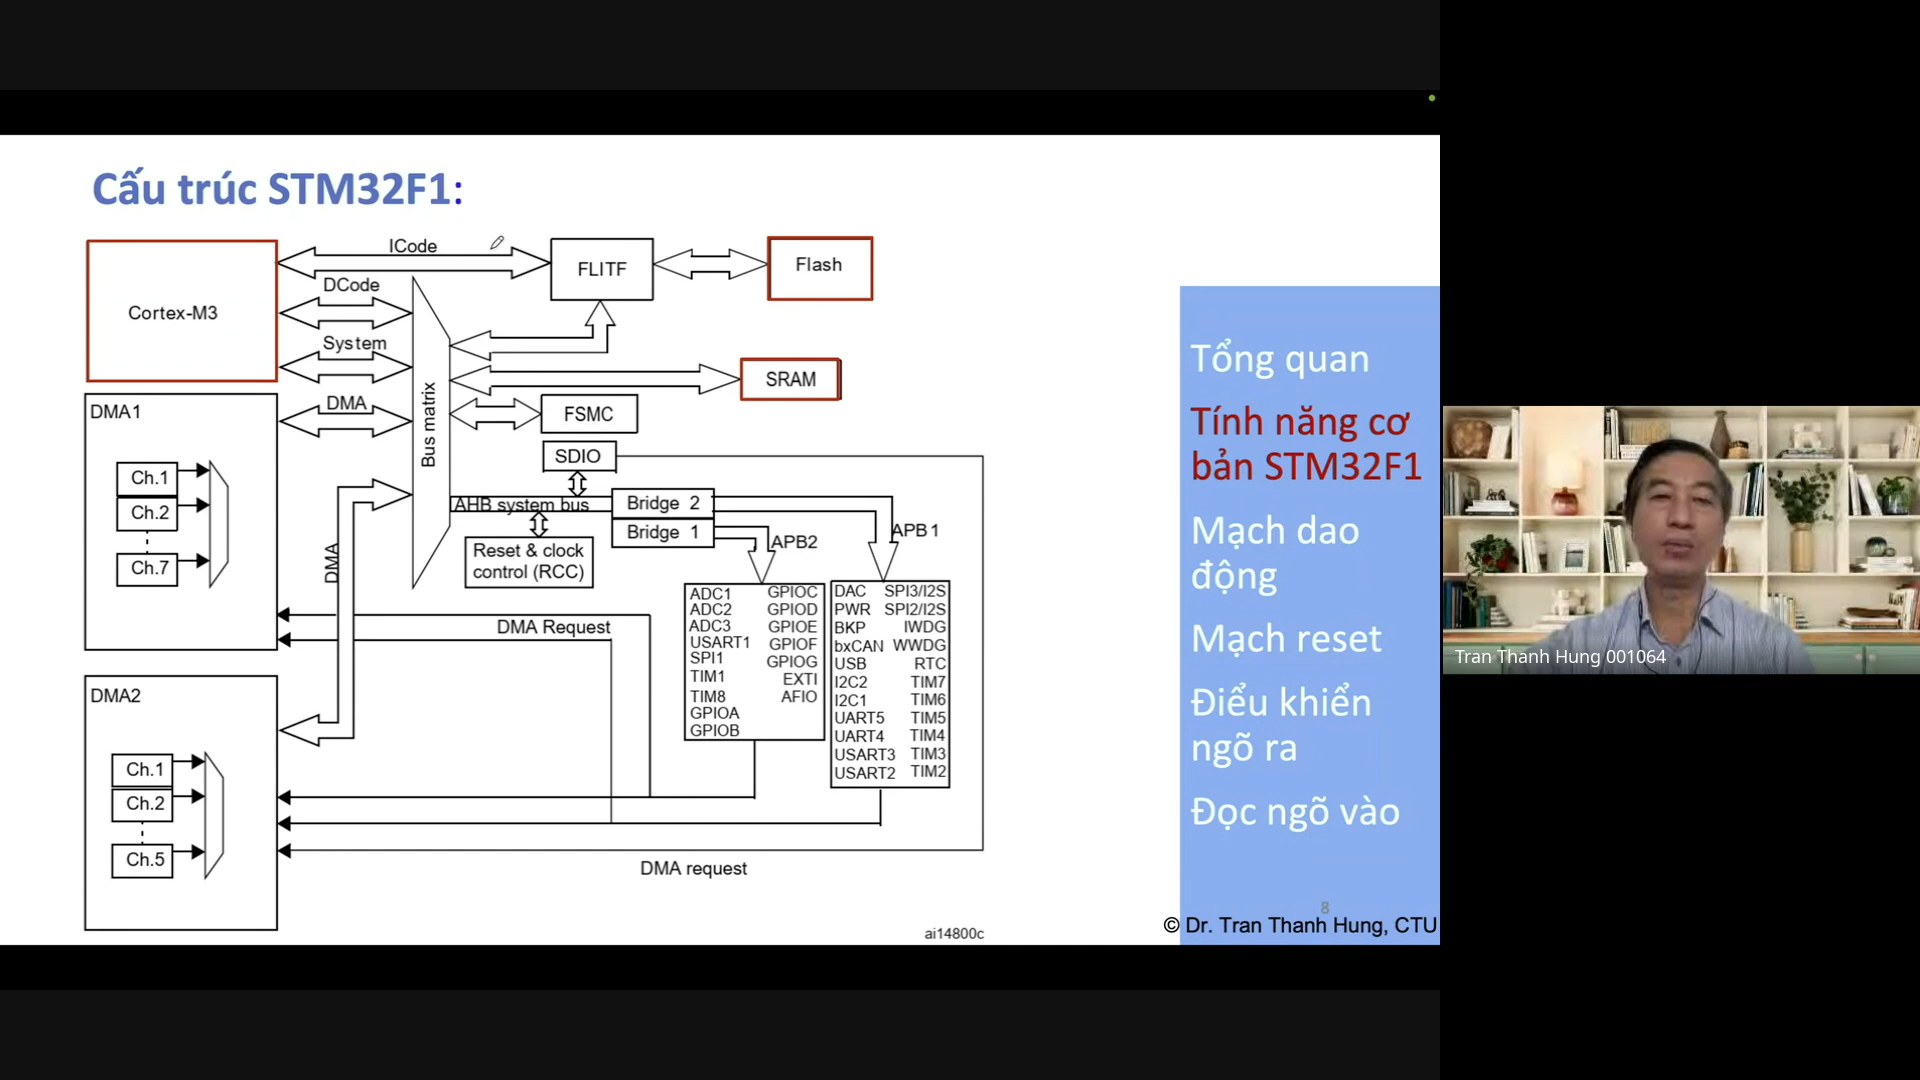 Cấu trúc STM32F1:
Cortex-M3
ICode
DCode
System
DMA
Bus matrix
FLITF
Flash
SRAM
FSMC
SDIO
AHB system bus
Bridge 2
Bridge 1
APB2
APB1
Reset & clock
control (RCC)
DMA1
Ch.1
Ch.2
Ch.7
DMA
DMA Request
ADC1 GPIOC
ADC2 GPIOD
ADC3 GPIOE
USART1 GPIOF
SPI1 GPIOG
TIM1 EXTI
TIM8 AFIO
GPIOA
GPIOB
DAC SPI3/I2S
PWR SPI2/I2S
BKP IWDG
bxCAN WWDG
USB RTC
I2C2 TIM7
I2C1 TIM6
UART5 TIM5
UART4 TIM4
USART3 TIM3
USART2 TIM2
DMA2
Ch.1
Ch.2
Ch.5
DMA request
ai14800c
Tổng quan
Tính năng cơ
bản STM32F1
Mạch dao
động
Mạch reset
Điểu khiển
ngõ ra
Đọc ngõ vào
8
© Dr. Tran Thanh Hung, CTU
Tran Thanh Hung 001064